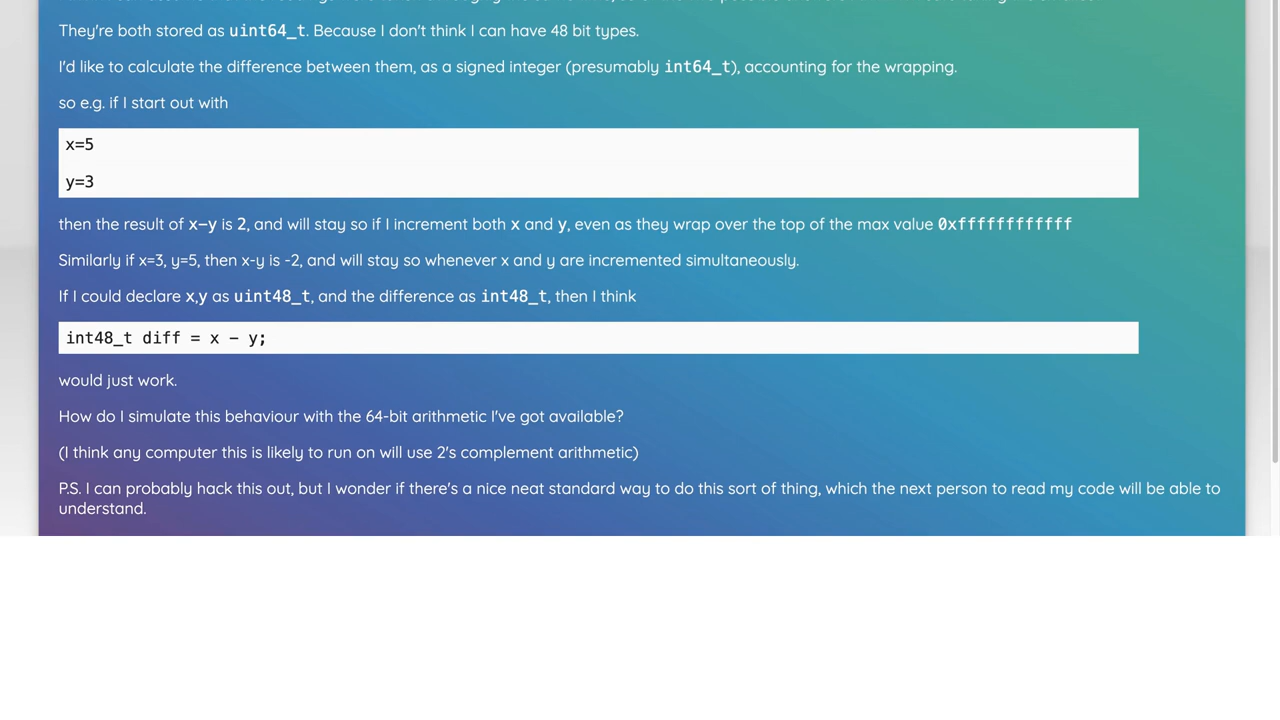 They're both stored as uint64_t. Because I don't think I can have 48 bit types.
I'd like to calculate the difference between them, as a signed integer (presumably int64_t), accounting for the wrapping.
so e.g. if I start out with
x=5
y=3
then the result of x-y is 2, and will stay so if I increment both x and y, even as they wrap over the top of the max value 0xffffffffffff
Similarly if x=3, y=5, then x-y is -2, and will stay so whenever x and y are incremented simultaneously.
If I could declare x,y as uint48_t, and the difference as int48_t, then I think
int48_t diff = x - y;
would just work.
How do I simulate this behaviour with the 64-bit arithmetic I've got available?
(I think any computer this is likely to run on will use 2's complement arithmetic)
P.S. I can probably hack this out, but I wonder if there's a nice neat standard way to do this sort of thing, which the next person to read my code will be able to
understand.